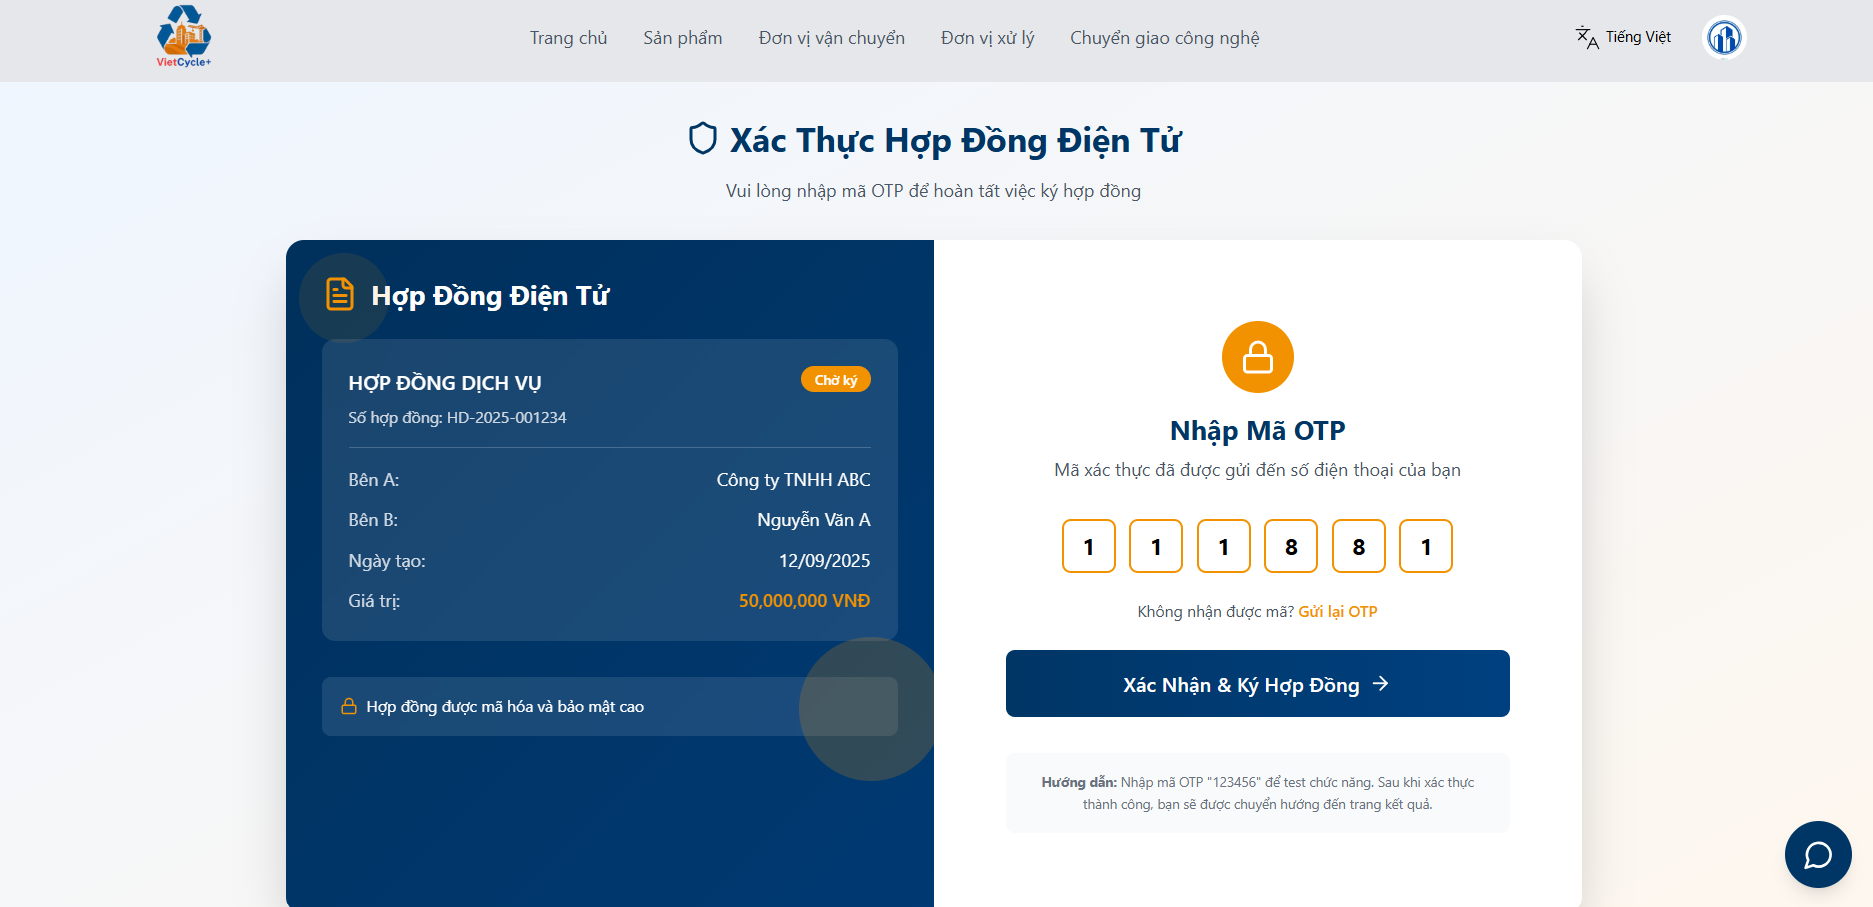 VietCycle+
Trang chủ
Sản phẩm
Đơn vị vận chuyển
Đơn vị xử lý
Chuyển giao công nghệ
Tiếng Việt
Xác Thực Hợp Đồng Điện Tử
Vui lòng nhập mã OTP để hoàn tất việc ký hợp đồng
Hợp Đồng Điện Tử
HỢP ĐỒNG DỊCH VỤ
Chờ ký
Số hợp đồng: HD-2025-001234
Bên A: Công ty TNHH ABC
Bên B: Nguyễn Văn A
Ngày tạo: 12/09/2025
Giá trị: 50,000,000 VNĐ
Hợp đồng được mã hóa và bảo mật cao
Nhập Mã OTP
Mã xác thực đã được gửi đến số điện thoại của bạn
1 1 1 8 8 1
Không nhận được mã? Gửi lại OTP
Xác Nhận & Ký Hợp Đồng →
Hướng dẫn: Nhập mã OTP "123456" để test chức năng. Sau khi xác thực
thành công, bạn sẽ được chuyển hướng đến trang kết quả.